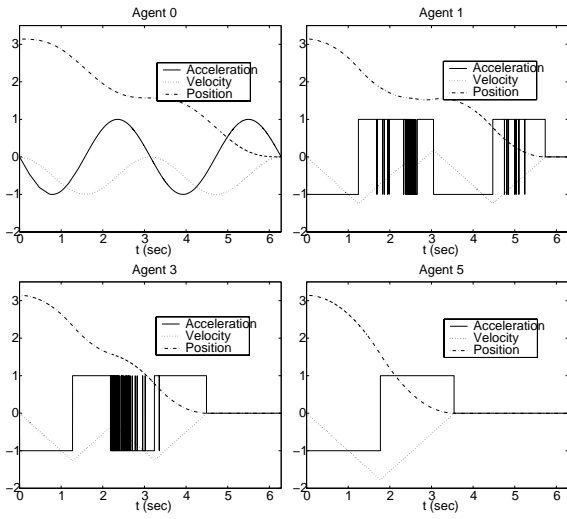 Agent 0
3
2
1
0
−1
−2
Acceleration
Velocity
Position
0 1 2 3 4 5 6
t (sec)
Agent 1
3
2
1
0
−1
−2
Acceleration
Velocity
Position
0 1 2 3 4 5 6
t (sec)
Agent 3
3
2
1
0
−1
−2
Acceleration
Velocity
Position
0 1 2 3 4 5 6
t (sec)
Agent 5
3
2
1
0
−1
−2
Acceleration
Velocity
Position
0 1 2 3 4 5 6
t (sec)